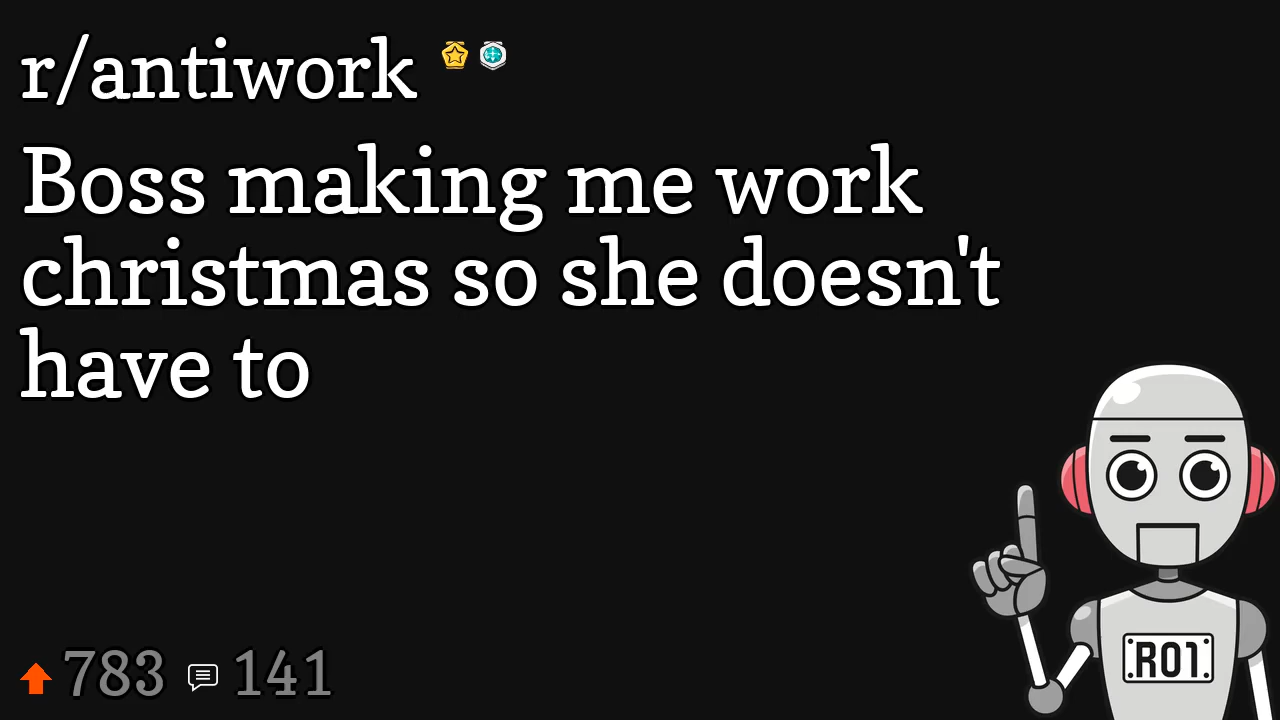 r/antiwork
Boss making me work
christmas so she doesn't
have to
783 141
R01